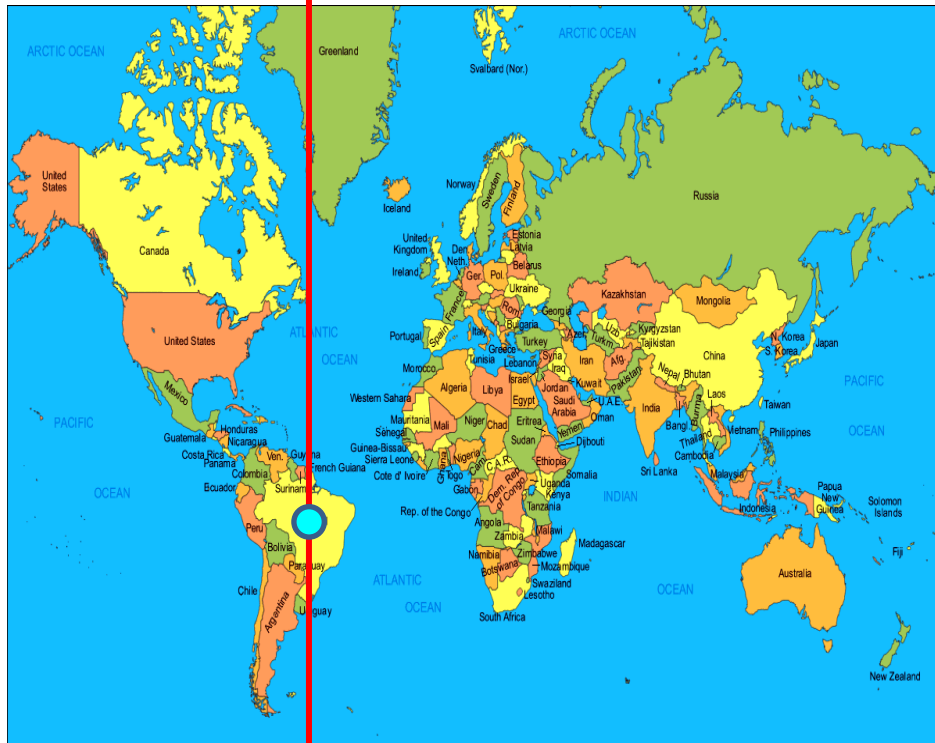 ARCTIC OCEAN
Greenland
ARCTIC OCEAN
Svalbard (Nor.)
United
States
Norway
Sweden
Finland
Russia
Iceland
Canada
United
Kingdom
Den.
Neth.
Estonia
Latvia
Belarus
Ireland
Ger.
Pol.
Ukraine
Kazakhstan
Mongolia
France
Rom.
Georgia
ATLANTIC
OCEAN
United States
Portugal
Spain
Italy
Bulgaria
Turkey
Azer.
Uzb.
Turkm.
Kyrgyzstan
Tajikistan
N. Korea
S. Korea
Japan
China
Greece
Lebanon
Syria
Iraq
Iran
Afg.
Morocco
Tunisia
Israel
Jordan
Kuwait
Pakistan
Nepal
Bhutan
PACIFIC
OCEAN
Mexico
Western Sahara
Algeria
Libya
Egypt
Saudi
Arabia
U.A.E.
Oman
India
Bangl.
Burma
Laos
Taiwan
Mauritania
Mali
Niger
Chad
Eritrea
Yemen
Sudan
Djibouti
Vietnam
Philippines
Thailand
Cambodia
PACIFIC
OCEAN
Honduras
Guatemala
Nicaragua
Costa Rica
Panama
Ven.
Guyana
French Guiana
Suriname
Colombia
Ecuador
Senegal
Guinea-Bissau
Sierra Leone
Cote d' Ivoire
Ghana
Togo
Nigeria
Cam.
C.A.R.
Ethiopia
Somalia
Sri Lanka
Malaysia
Gabon
Rep. of the Congo
Dem. Rep.
of Congo
Uganda
Kenya
Tanzania
INDIAN
OCEAN
Indonesia
Papua
New
Guinea
Solomon
Islands
Peru
Bolivia
Paraguay
Angola
Zambia
Malawi
Madagascar
Fiji
Chile
Argentina
Uruguay
ATLANTIC
OCEAN
Namibia
Botswana
Zimbabwe
Mozambique
Swaziland
Lesotho
South Africa
Australia
New Zealand